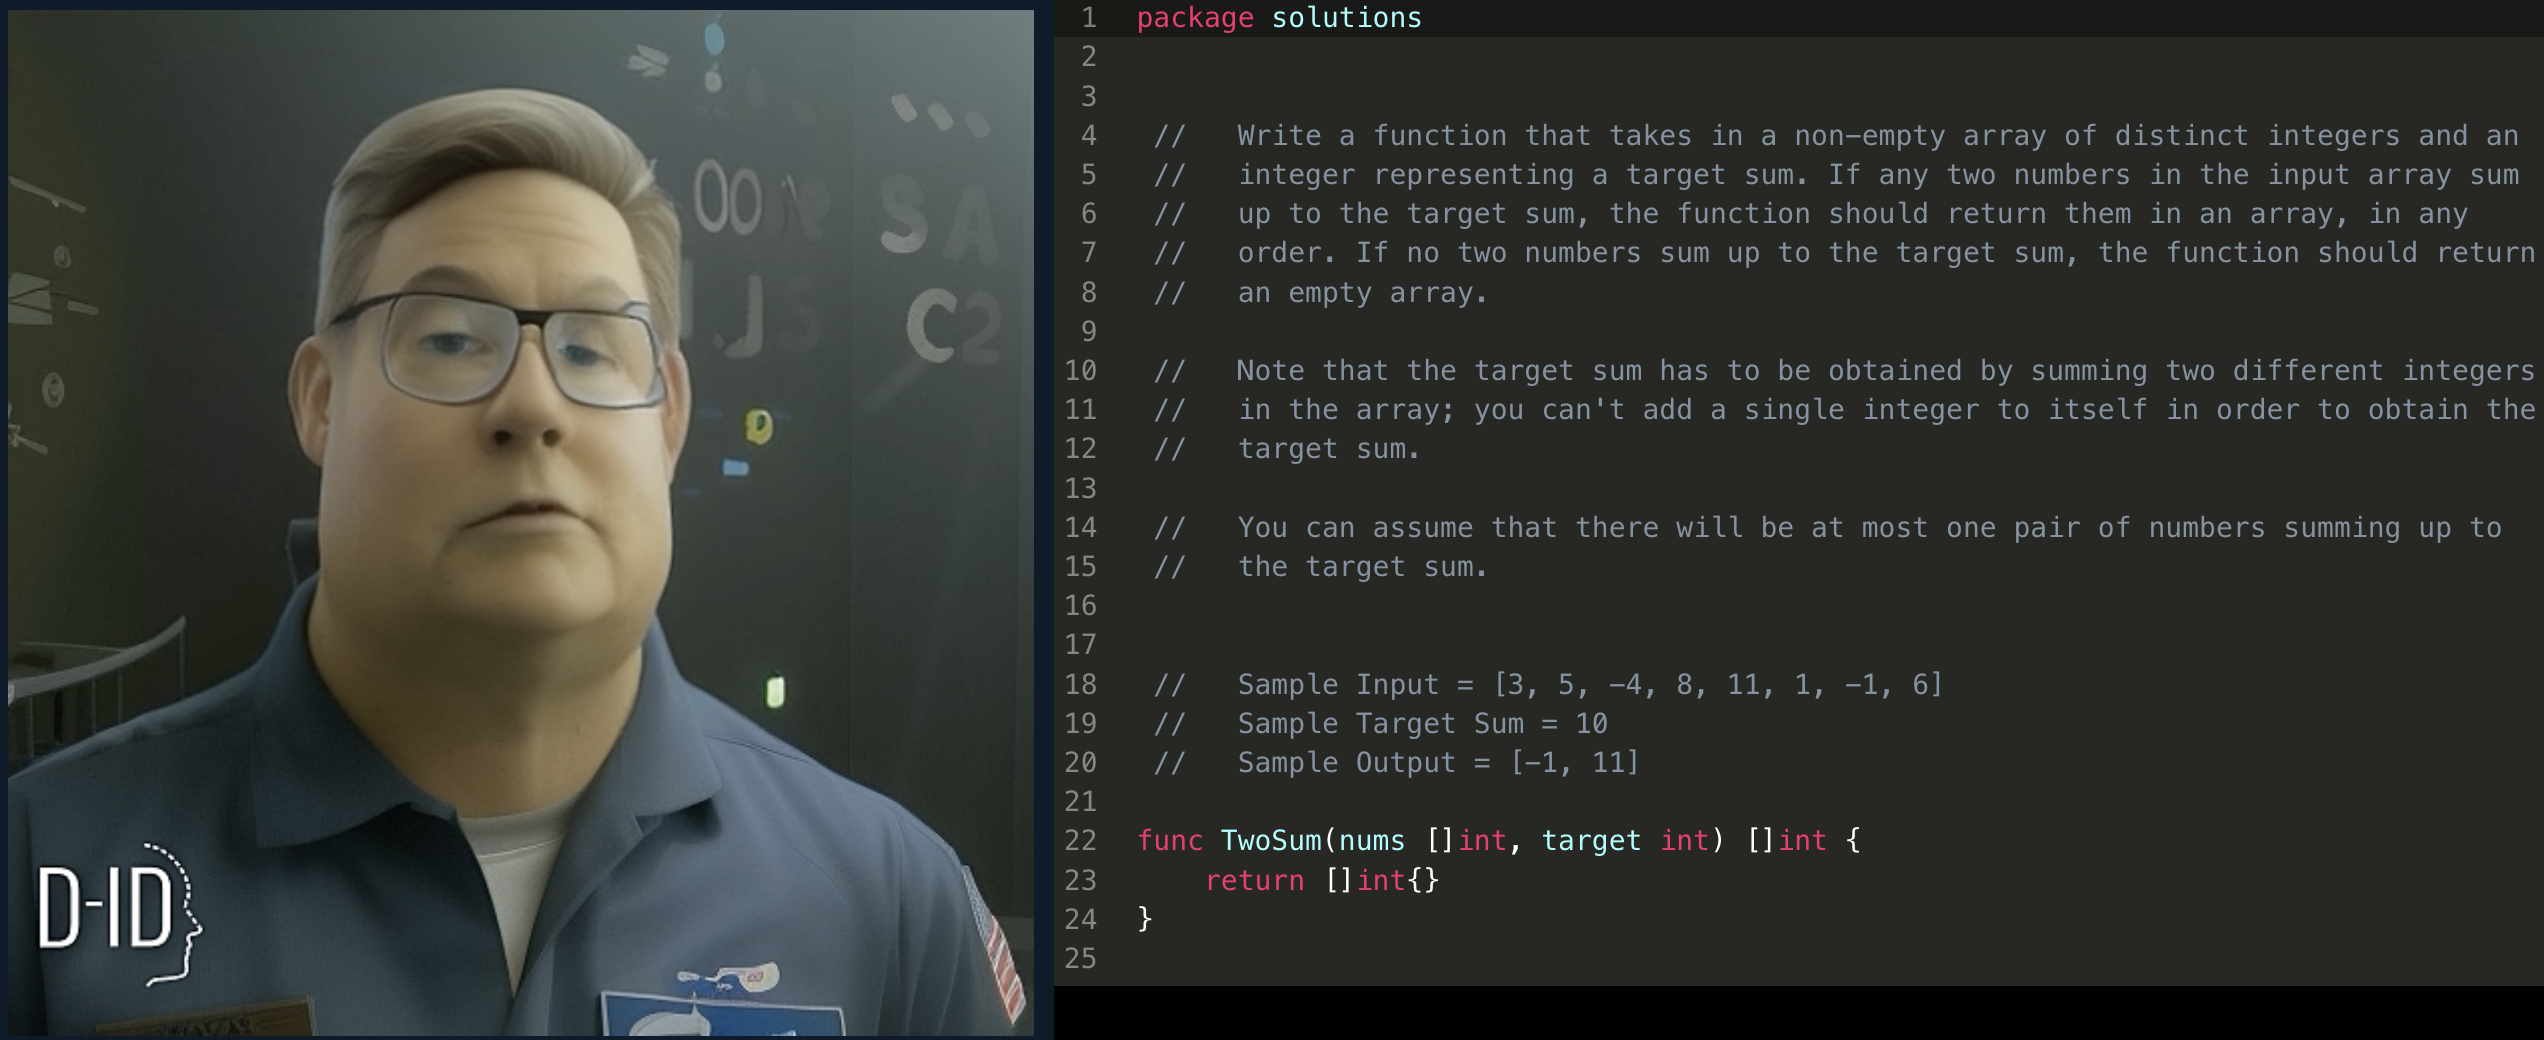 OO
SA
J
C2
D-ID
1 package solutions
2
3
4 // Write a function that takes in a non-empty array of distinct integers and an
5 // integer representing a target sum. If any two numbers in the input array sum
6 // up to the target sum, the function should return them in an array, in any
7 // order. If no two numbers sum up to the target sum, the function should return
8 // an empty array.
9
10 // Note that the target sum has to be obtained by summing two different integers
11 // in the array; you can't add a single integer to itself in order to obtain the
12 // target sum.
13
14 // You can assume that there will be at most one pair of numbers summing up to
15 // the target sum.
16
17
18 // Sample Input = [3, 5, -4, 8, 11, 1, -1, 6]
19 // Sample Target Sum = 10
20 // Sample Output = [-1, 11]
21
22 func TwoSum(nums []int, target int) []int {
23 return []int{}
24 }
25